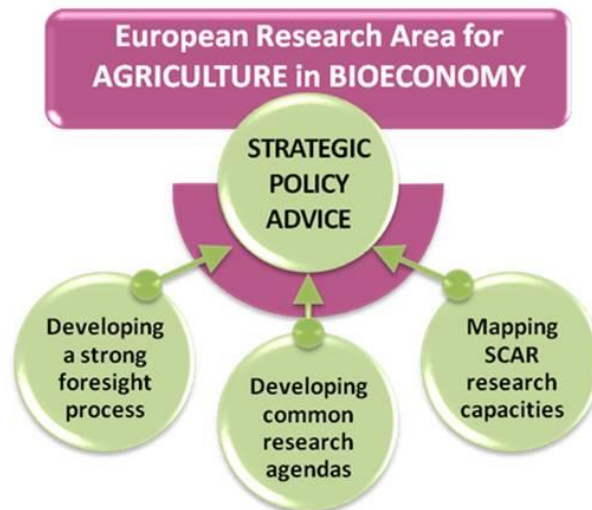 European Research Area for
AGRICULTURE in BIOECONOMY
STRATEGIC
POLICY
ADVICE
Developing
a strong
foresight
process
Developing
common
research
agendas
Mapping
SCAR
research
capacities